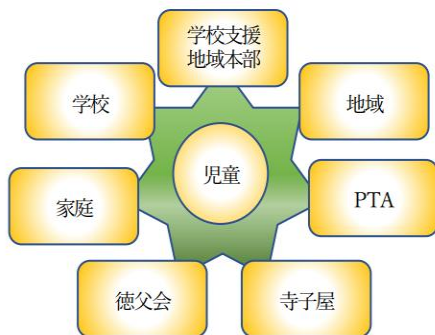 学校支援
地域本部
学校
地域
児童
家庭
PTA
徳父会
寺子屋